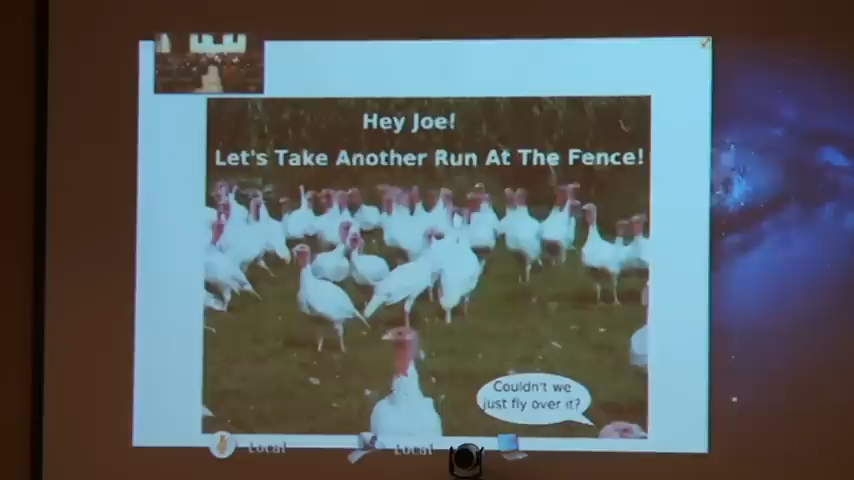 Hey Joe!
Let's Take Another Run At The Fence!
Couldn't we
just fly over it?
Local
Local